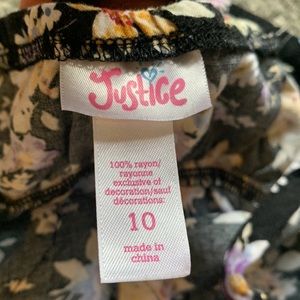 Justice
100% rayon/
rayonne
exclusive of
decoration/sauf
décorations:
10
made in
china